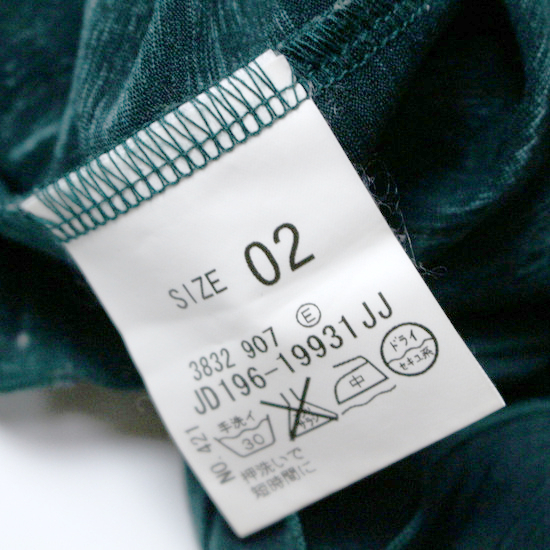 SIZE 02
3832 907 E
JD196-19931JJ
手洗イ
30
中
ドライ
セキユ系
NO. 421
押洗いで
短時間に